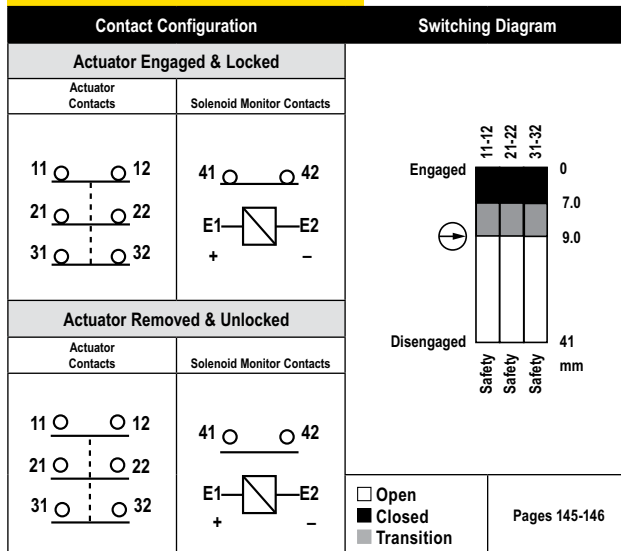 Contact Configuration
Switching Diagram
Actuator Engaged & Locked
Actuator
Contacts
Solenoid Monitor Contacts
11 12
21 22
31 32
41 42
E1 E2
+ –
Actuator Removed & Unlocked
Actuator
Contacts
Solenoid Monitor Contacts
11 12
21 22
31 32
41 42
E1 E2
+ –
11-12
21-22
31-32
Engaged
0
7.0
9.0
Disengaged
41
mm
Safety
Safety
Safety
Open
Closed
Transition
Pages 145-146